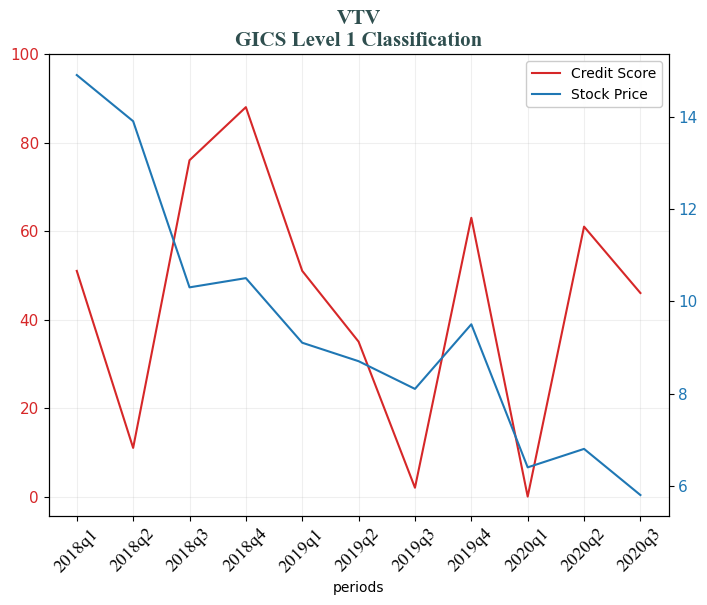 VTV
GICS Level 1 Classification
Credit Score
Stock Price
100
80
60
40
20
0
14
12
10
8
6
2018q1
2018q2
2018q3
2018q4
2019q1
2019q2
2019q3
2019q4
2020q1
2020q2
2020q3
periods